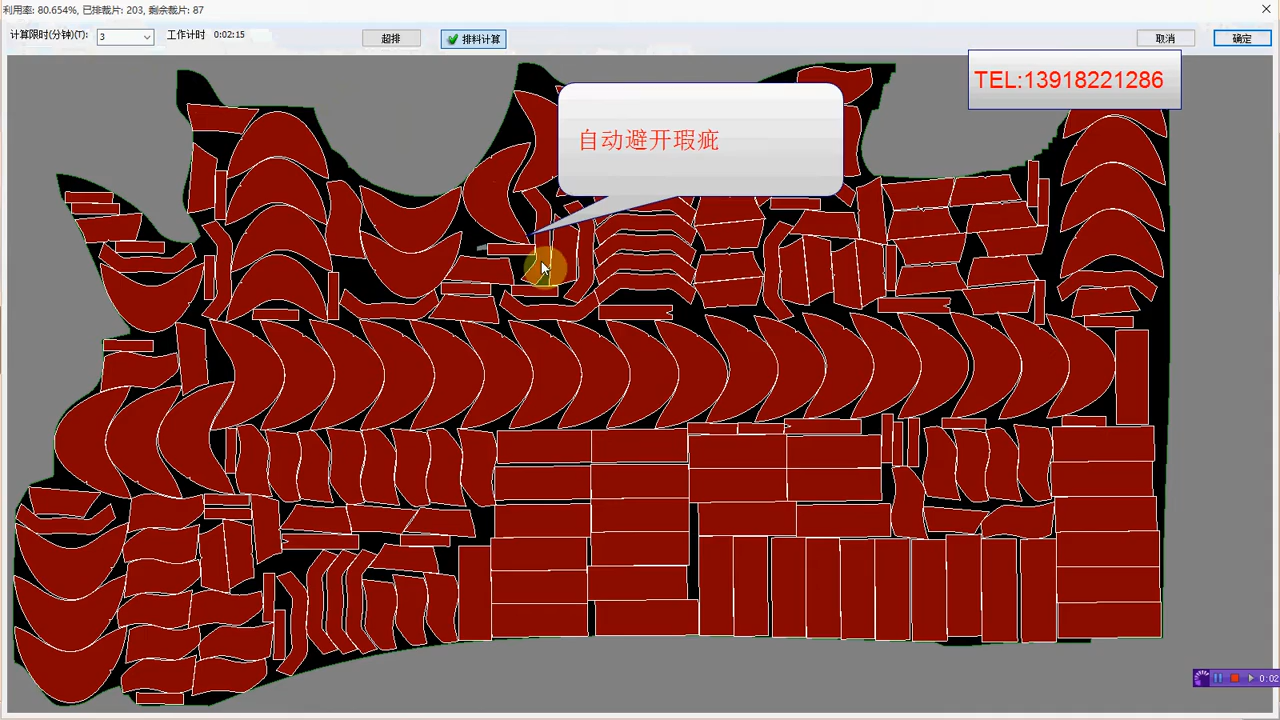 利用率: 80.654%, 已排裁片: 203, 剩余裁片: 87
计算限时(分钟)(T): 3 工作计时 0:02:15 超排 排料计算 取消 确定
TEL:13918221286
自动避开瑕疵
0:02